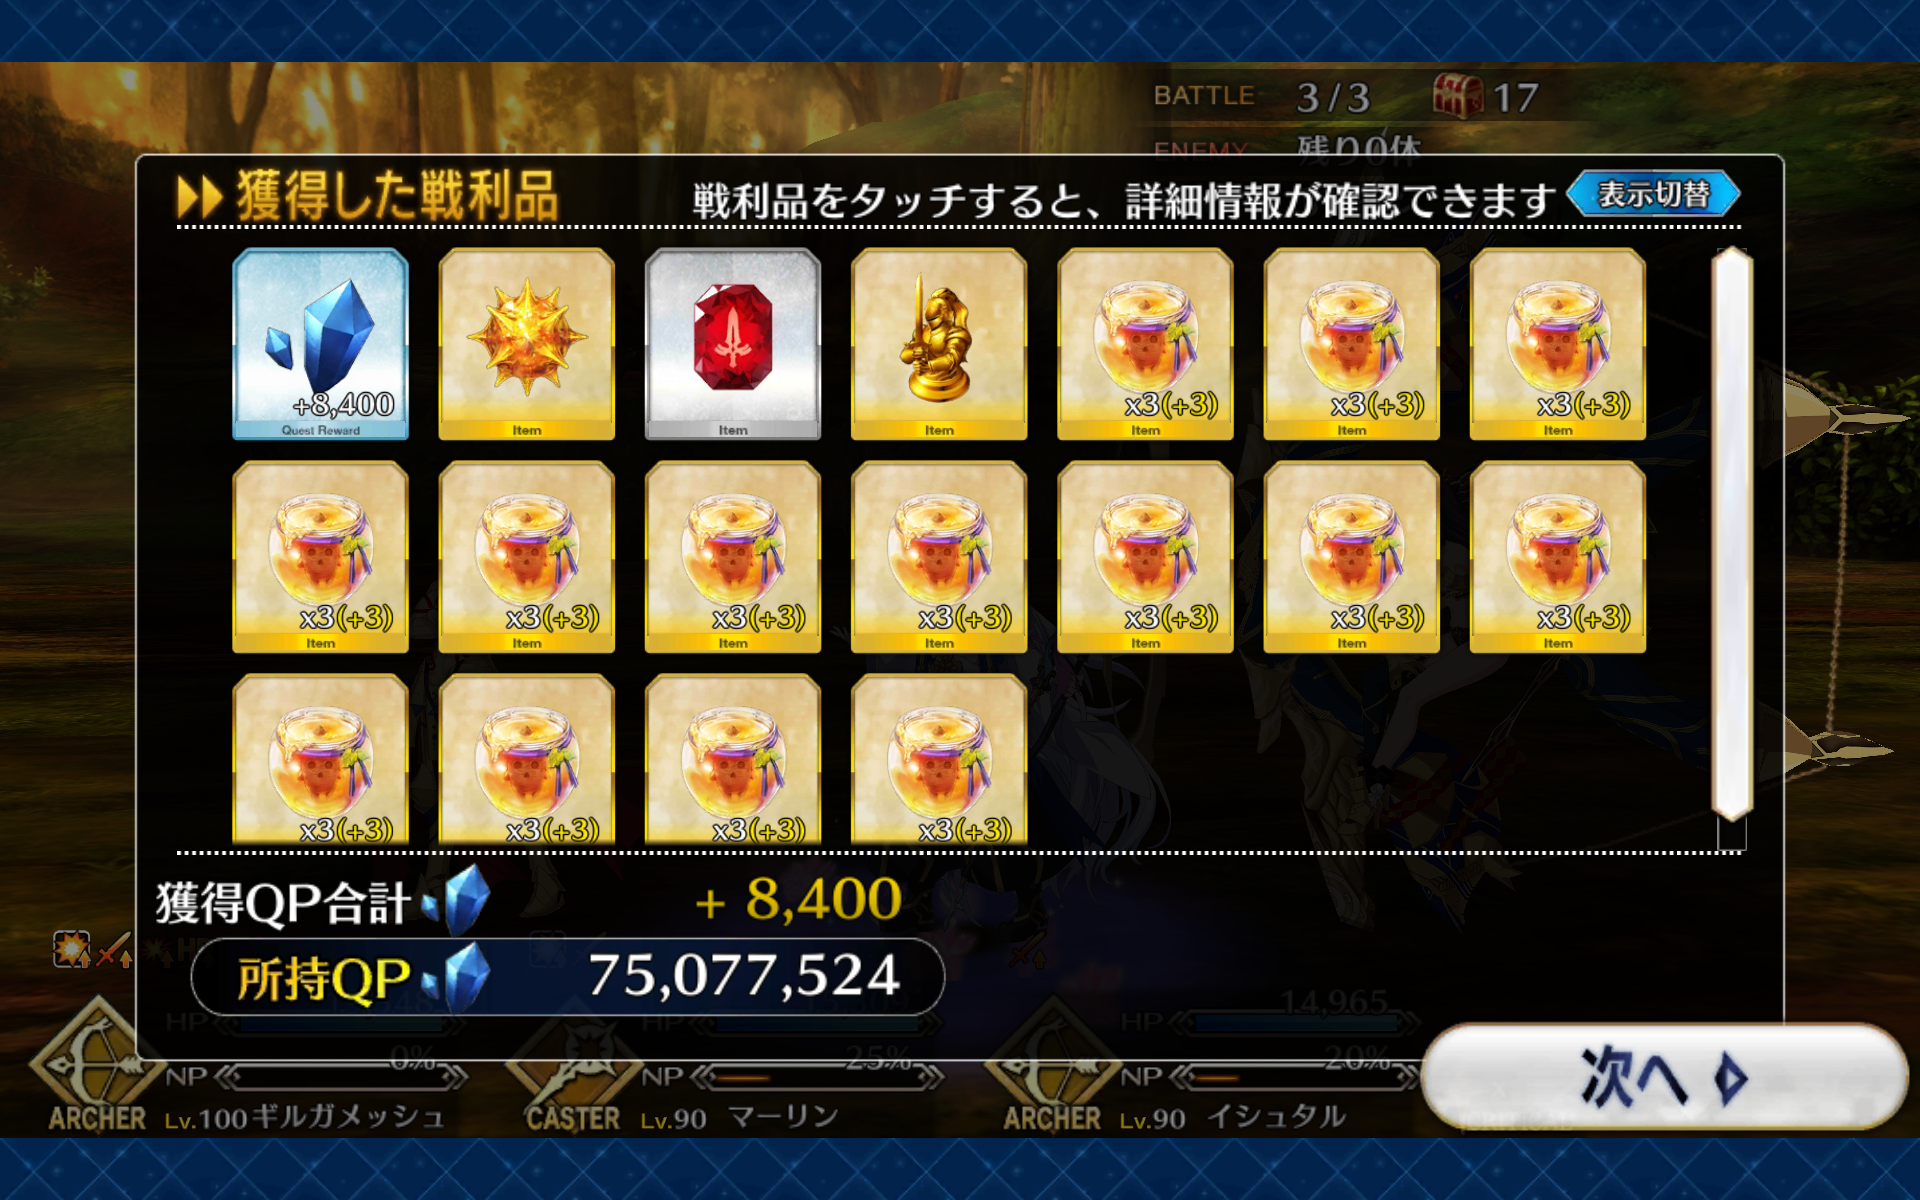 BATTLE 3/3 17
ENEMY 残り0体
獲得した戦利品 戦利品をタッチすると、詳細情報が確認できます 表示切替
+8,400 x3(+3) x3(+3) x3(+3)
Quest Reward Item Item Item Item Item Item
x3(+3) x3(+3) x3(+3) x3(+3) x3(+3) x3(+3) x3(+3)
Item Item Item Item Item Item Item
x3(+3) x3(+3) x3(+3) x3(+3)
獲得QP合計 + 8,400
所持QP 75,077,524
HP HP HP 14,965
0% 25% 20%
NP NP NP
次へ
ARCHER Lv.100 ギルガメッシュ CASTER Lv.90 マーリン ARCHER Lv.90 イシュタル